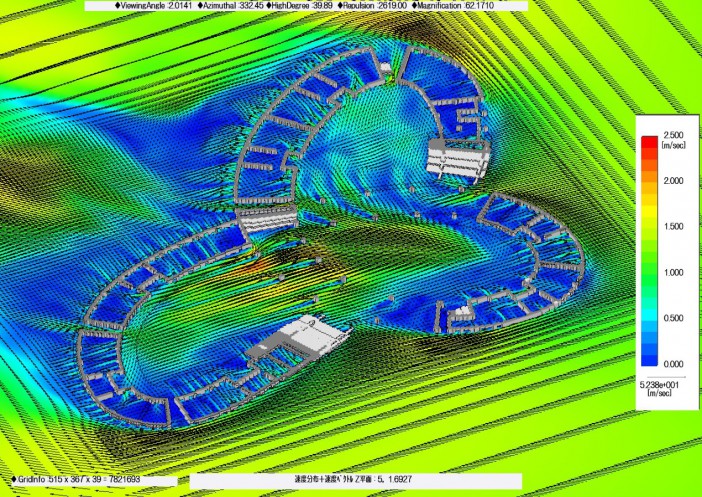 ◆ViewingAngle :2.0141 ◆Azimuthal :332.45 ◆HighDegree :39.89 ◆Repulsion :2619.00 ◆Magnification :62.1710
2.500
[m/sec]
2.000
1.500
1.000
0.500
0.000
5.238e+001
[m/sec]
◆GridInfo :515 x 367 x 39 = 7821693
速度分布+速度ベクトル Z平面:5, 1.6927